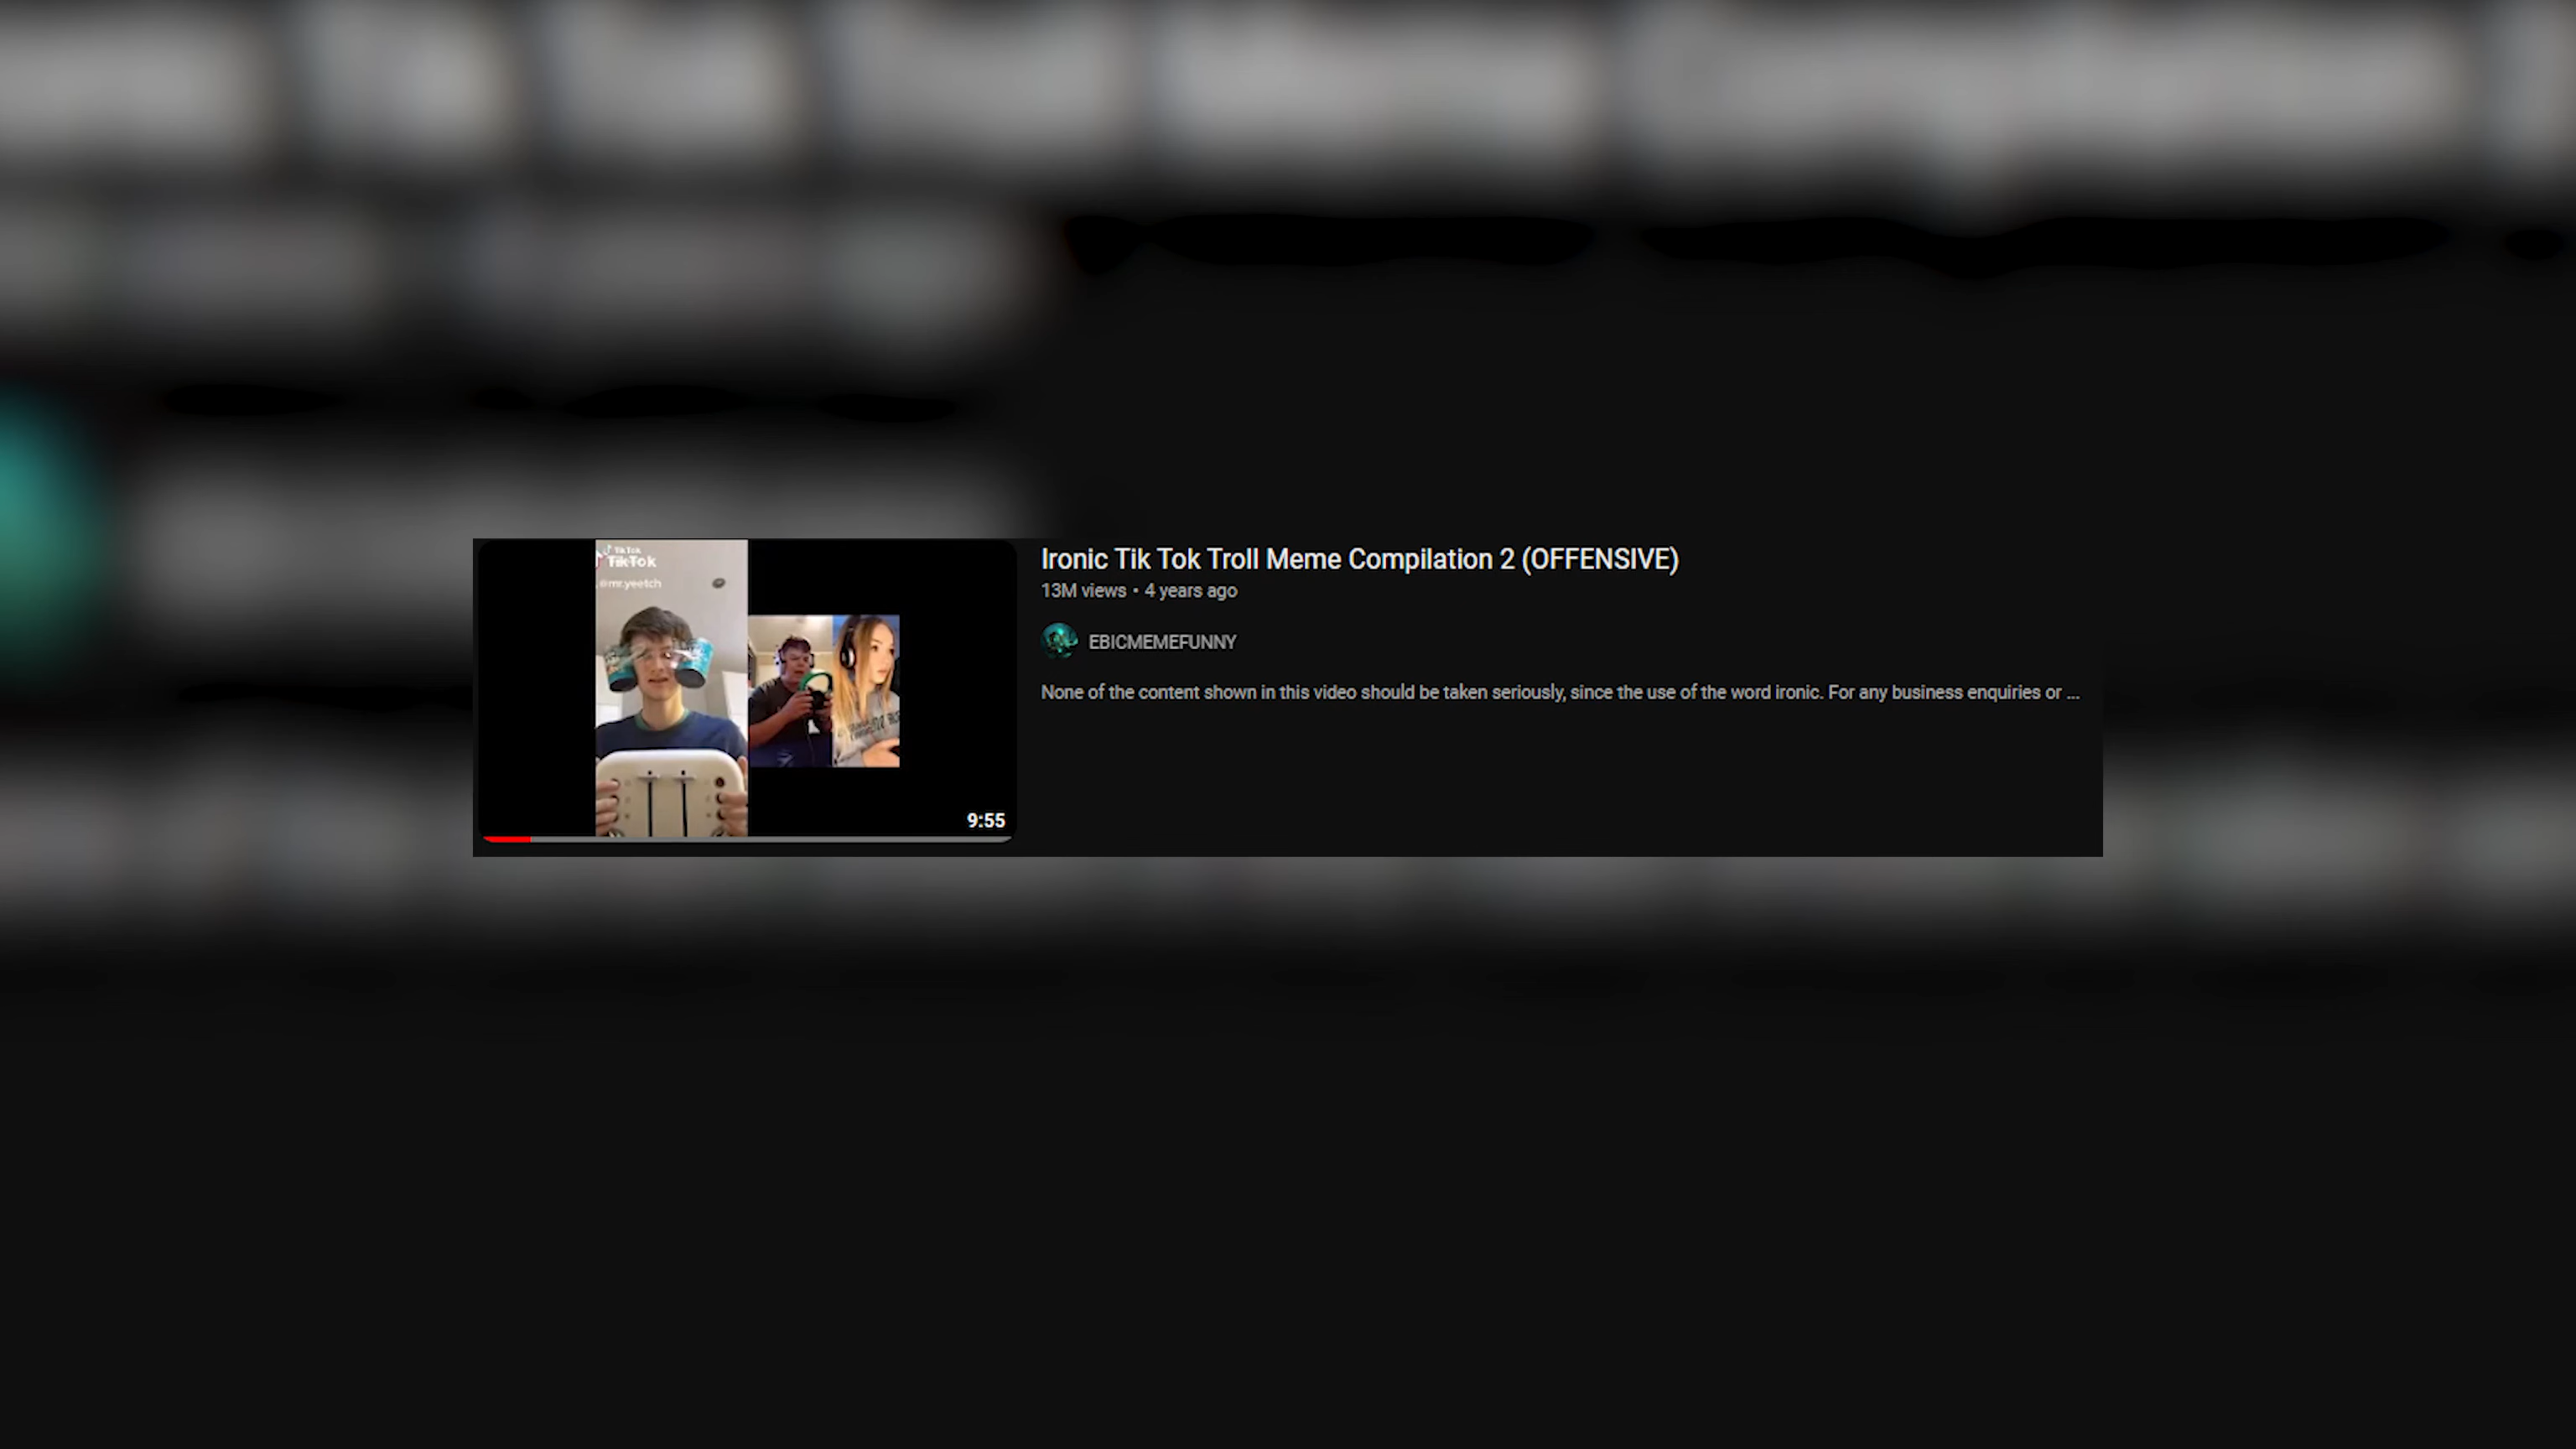 TikTok
TikTok
@mr.yeetch
9:55
Ironic Tik Tok Troll Meme Compilation 2 (OFFENSIVE)
13M views • 4 years ago
EBICMEMEFUNNY
None of the content shown in this video should be taken seriously, since the use of the word ironic. For any business enquiries or ...